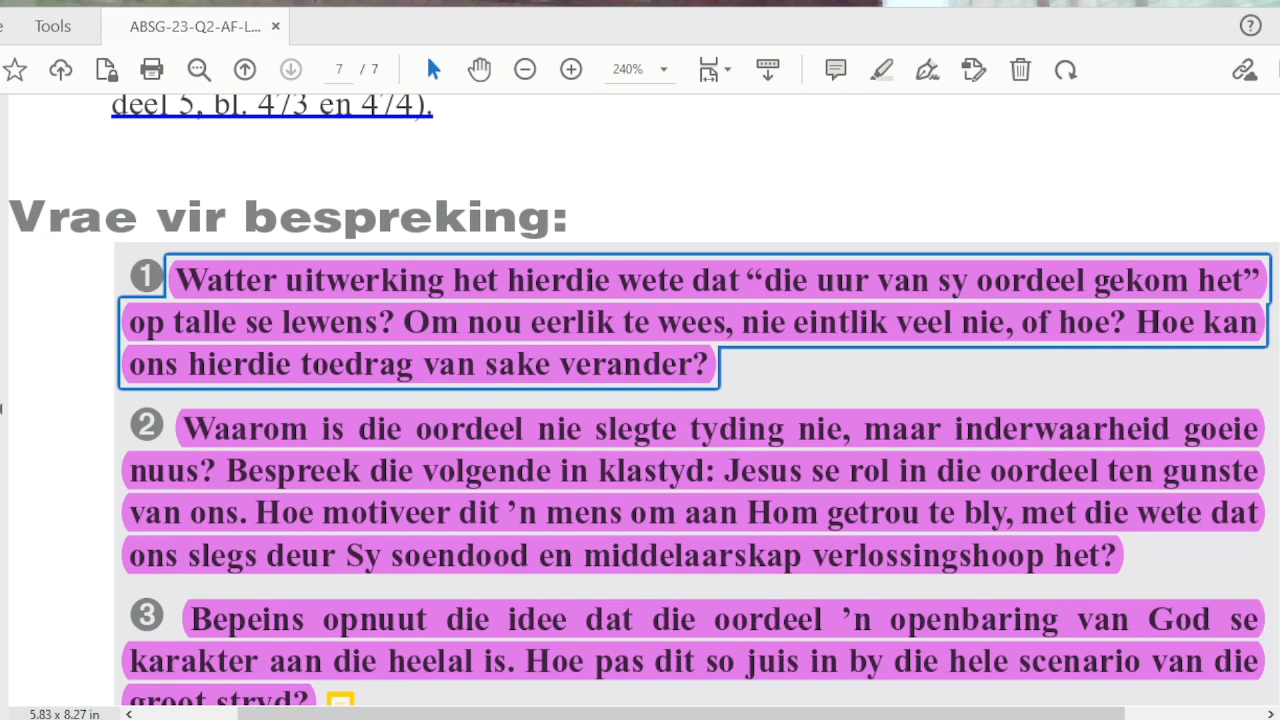 e Tools ABSG-23-Q2-AF-L... ×
7 / 7 240%
deel 5, bl. 473 en 474).
Vrae vir bespreking:
1 Watter uitwerking het hierdie wete dat “die uur van sy oordeel gekom het”
op talle se lewens? Om nou eerlik te wees, nie eintlik veel nie, of hoe? Hoe kan
ons hierdie toedrag van sake verander?
2 Waarom is die oordeel nie slegte tyding nie, maar inderwaarheid goeie
nuus? Bespreek die volgende in klastyd: Jesus se rol in die oordeel ten gunste
van ons. Hoe motiveer dit ’n mens om aan Hom getrou te bly, met die wete dat
ons slegs deur Sy soendood en middelaarskap verlossingshoop het?
3 Bepeins opnuut die idee dat die oordeel ’n openbaring van God se
karakter aan die heelal is. Hoe pas dit so juis in by die hele scenario van die
groot stryd?
5.83 x 8.27 in